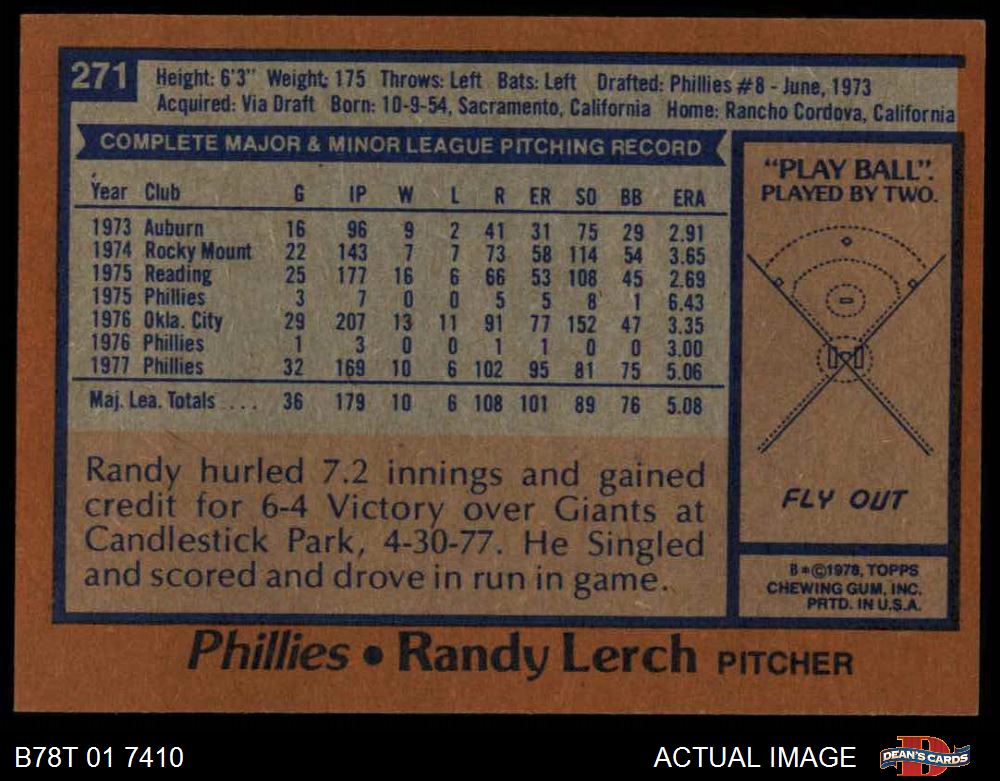 271 Height: 6'3" Weight: 175 Throws: Left Bats: Left Drafted: Phillies #8 - June, 1973
Acquired: Via Draft Born: 10-9-54, Sacramento, California Home: Rancho Cordova, California
COMPLETE MAJOR & MINOR LEAGUE PITCHING RECORD
Year Club G IP W L R ER SO BB ERA
1973 Auburn 16 96 9 2 41 31 75 29 2.91
1974 Rocky Mount 22 143 7 7 73 58 114 54 3.65
1975 Reading 25 177 16 6 66 53 108 45 2.69
1975 Phillies 3 7 0 0 5 5 8 1 6.43
1976 Okla. City 29 207 13 11 91 77 152 47 3.35
1976 Phillies 1 3 0 0 1 1 0 0 3.00
1977 Phillies 32 169 10 6 102 95 81 75 5.06
Maj. Lea. Totals .... 36 179 10 6 108 101 89 76 5.08
Randy hurled 7.2 innings and gained
credit for 6-4 Victory over Giants at
Candlestick Park, 4-30-77. He Singled
and scored and drove in run in game.
"PLAY BALL".
PLAYED BY TWO.
FLY OUT
B*©1978, TOPPS
CHEWING GUM, INC.
PRTD. IN U.S.A.
Phillies • Randy Lerch PITCHER
B78T 01 7410
ACTUAL IMAGE
DEAN'S CARDS